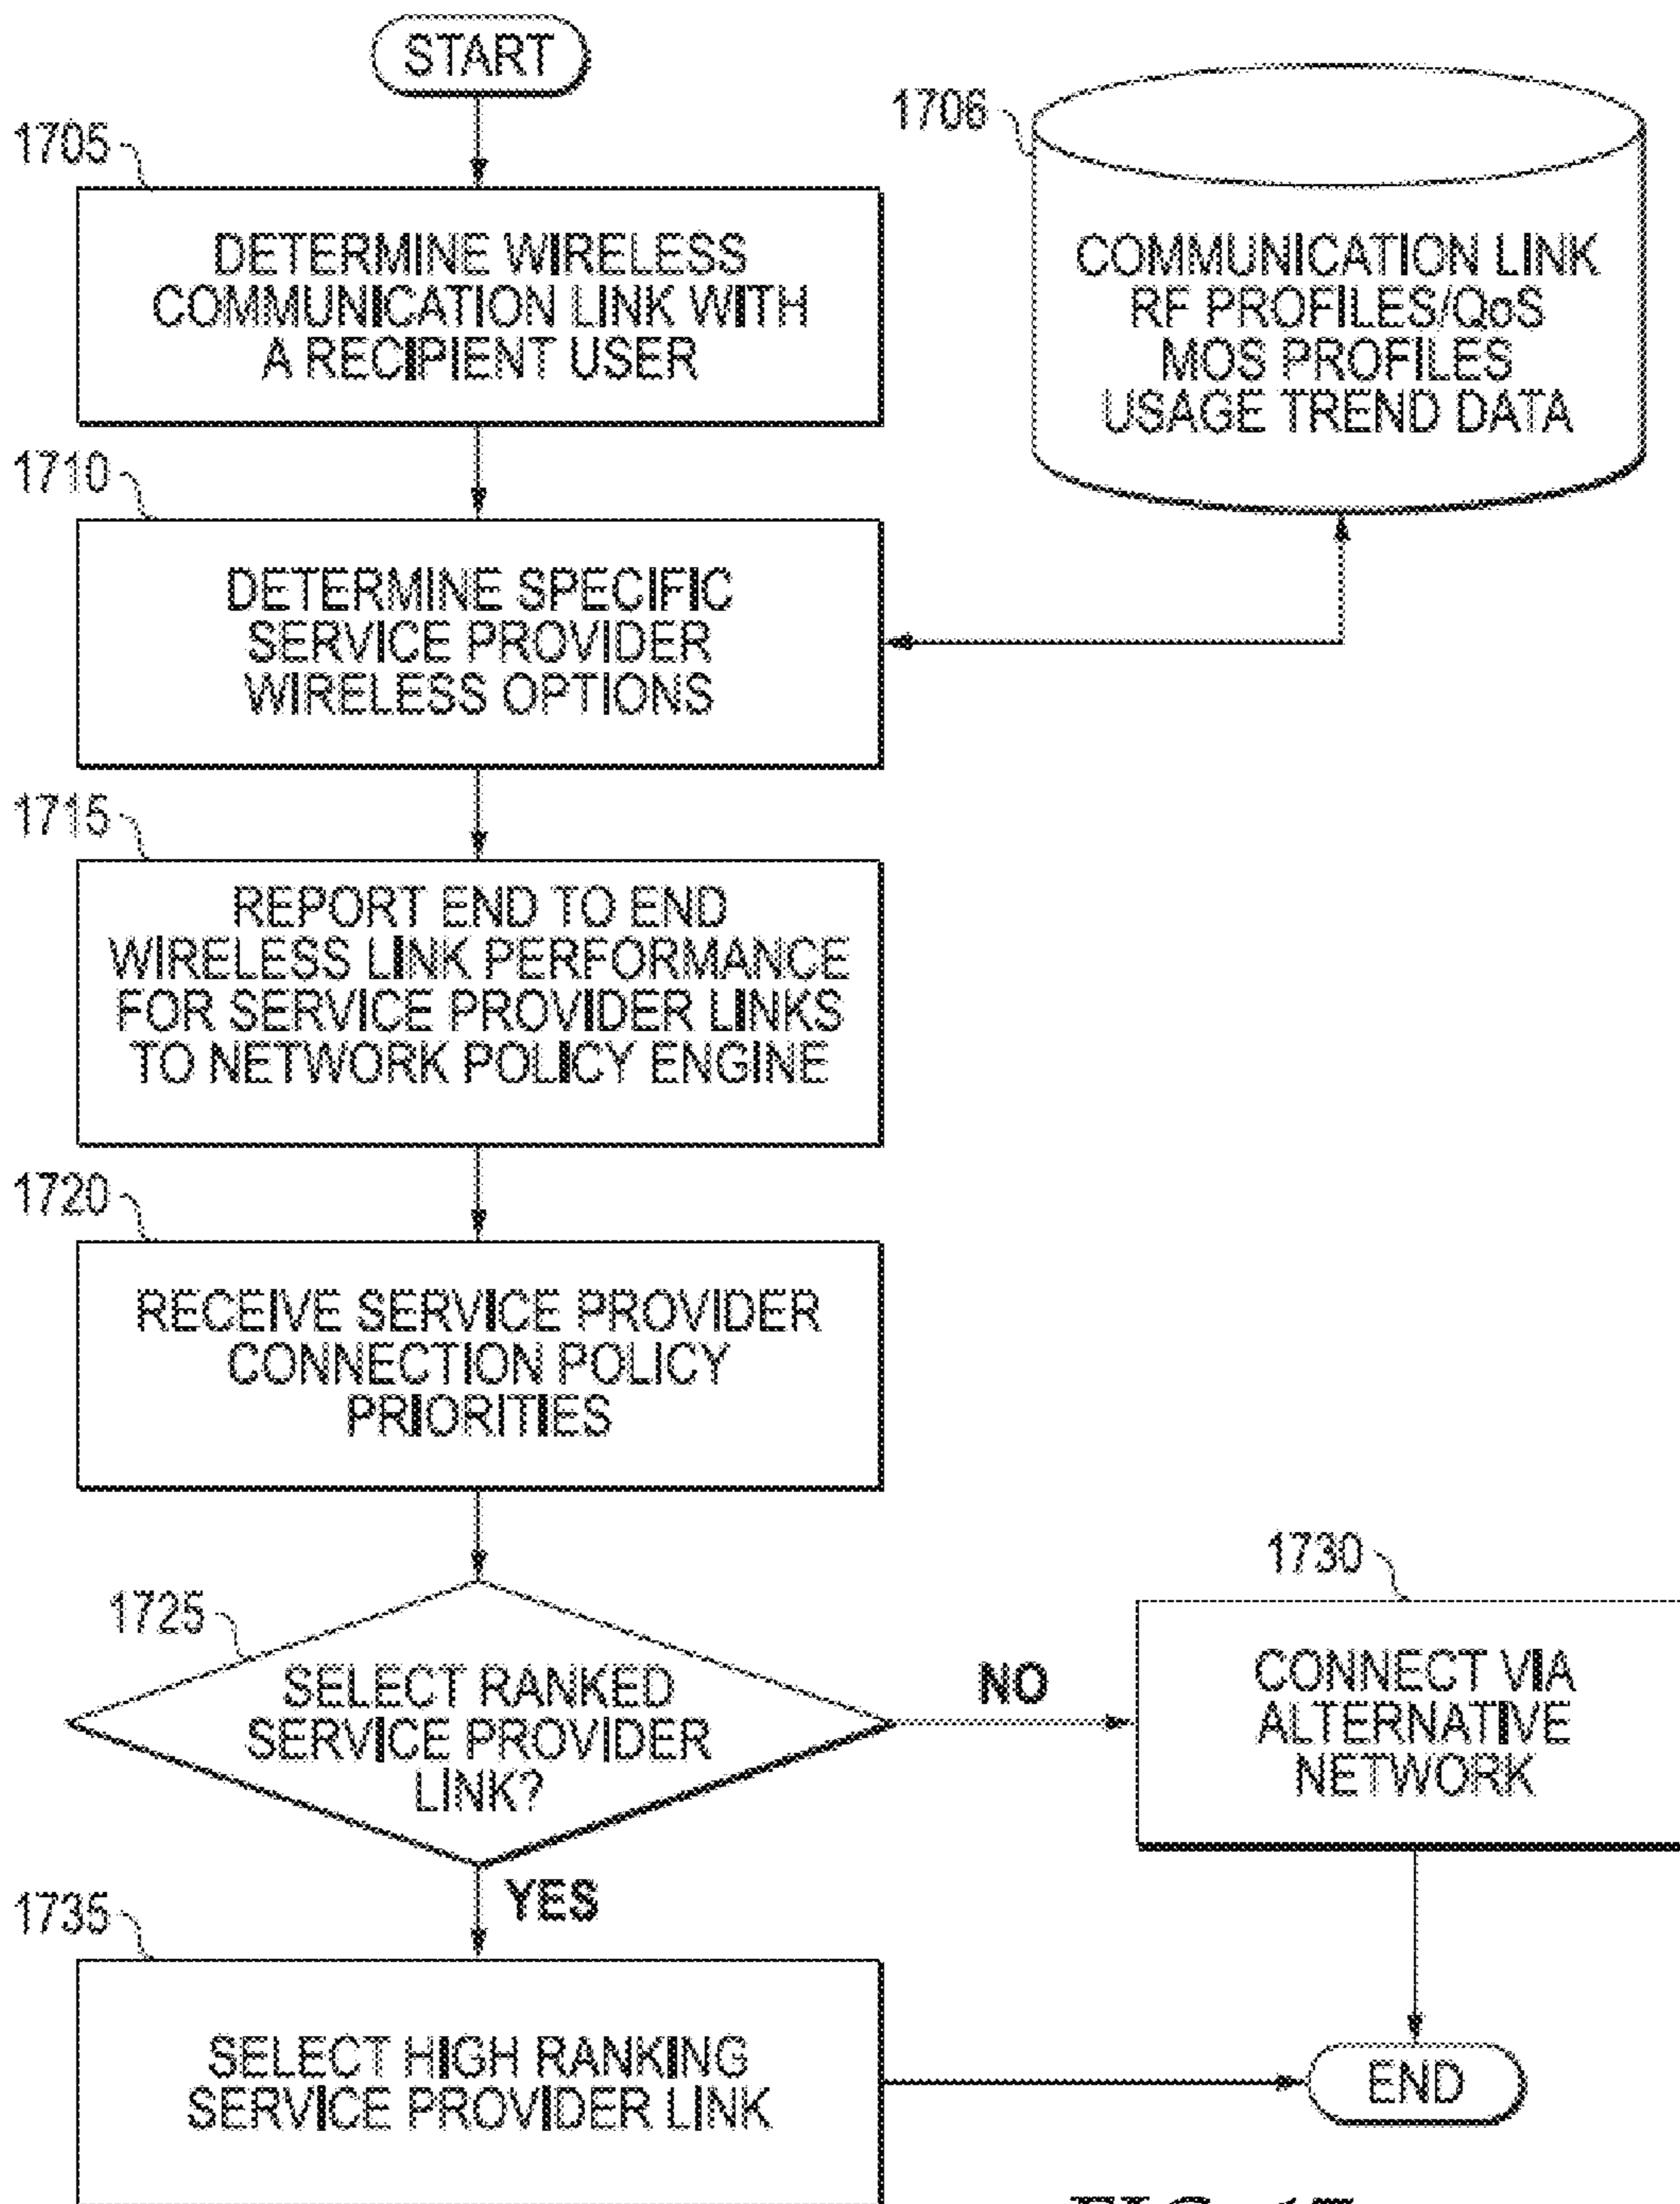 START
1705
DETERMINE WIRELESS
COMMUNICATION LINK WITH
A RECIPIENT USER
1706
COMMUNICATION LINK
RF PROFILES/QoS
MOS PROFILES
USAGE TREND DATA
1710
DETERMINE SPECIFIC
SERVICE PROVIDER
WIRELESS OPTIONS
1715
REPORT END TO END
WIRELESS LINK PERFORMANCE
FOR SERVICE PROVIDER LINKS
TO NETWORK POLICY ENGINE
1720
RECEIVE SERVICE PROVIDER
CONNECTION POLICY
PRIORITIES
1725
SELECT RANKED
SERVICE PROVIDER
LINK?
NO
1730
CONNECT VIA
ALTERNATIVE
NETWORK
YES
1735
SELECT HIGH RANKING
SERVICE PROVIDER LINK
END